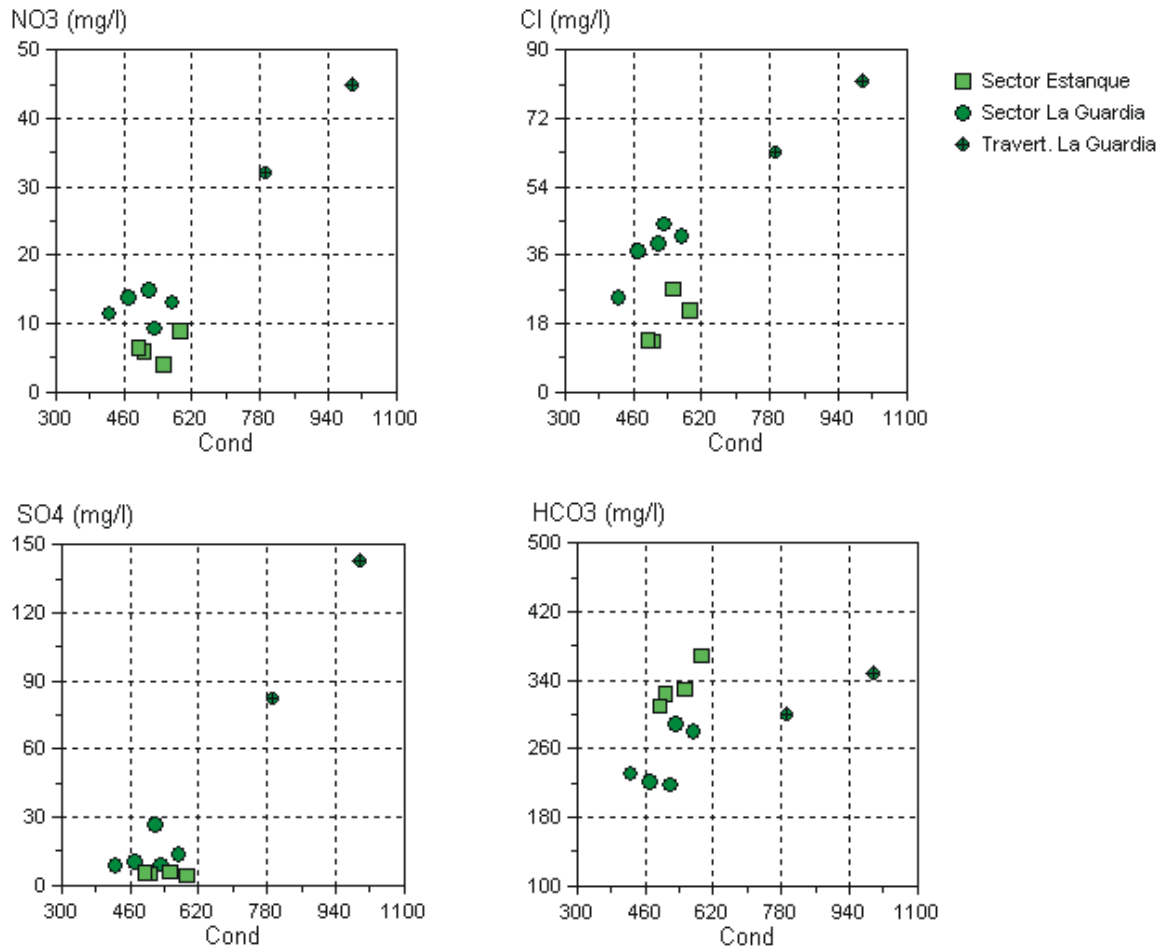 NO3 (mg/l)
50
40
30
20
10
0
300 460 620 780 940 1100
Cond
Cl (mg/l)
90
72
54
36
18
0
300 460 620 780 940 1100
Cond
Sector Estanque
Sector La Guardia
Travert. La Guardia
SO4 (mg/l)
150
120
90
60
30
0
300 460 620 780 940 1100
Cond
HCO3 (mg/l)
500
420
340
260
180
100
300 460 620 780 940 1100
Cond